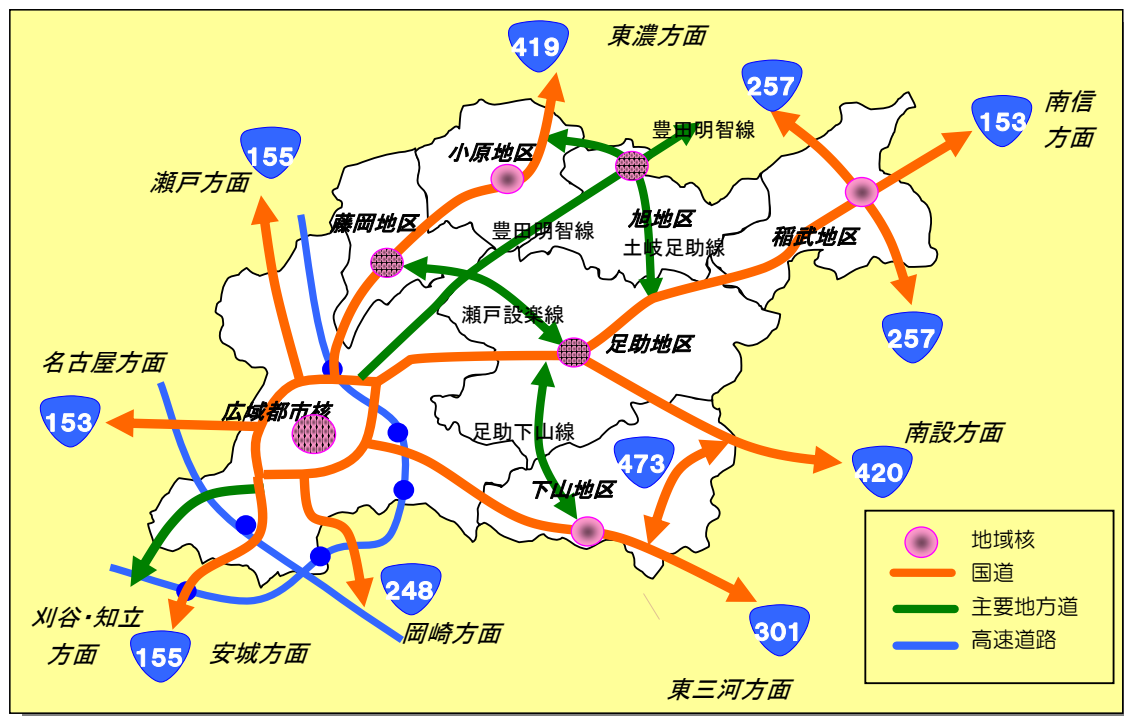 419
東濃方面
257
153
南信
方面
155
瀬戸方面
小原地区
豊田明智線
藤岡地区
豊田明智線
旭地区
土岐足助線
稲武地区
瀬戸設楽線
足助地区
257
名古屋方面
153
広域都市核
足助下山線
473
南設方面
420
下山地区
地域核
国道
主要地方道
高速道路
刈谷・知立
方面
155
安城方面
248
岡崎方面
301
東三河方面